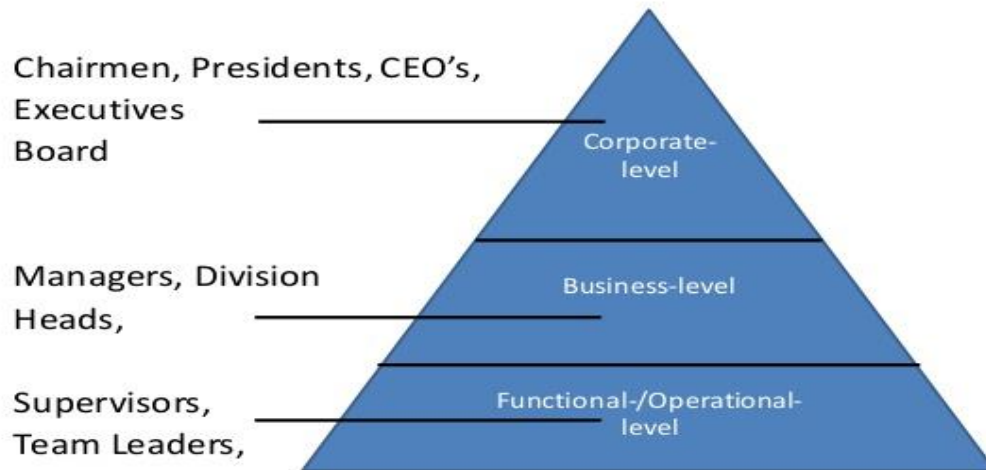 Chairmen, Presidents, CEO’s,
Executives
Board
Corporate-
level
Managers, Division
Heads,
Business-level
Supervisors,
Team Leaders,
Functional-/Operational-
level